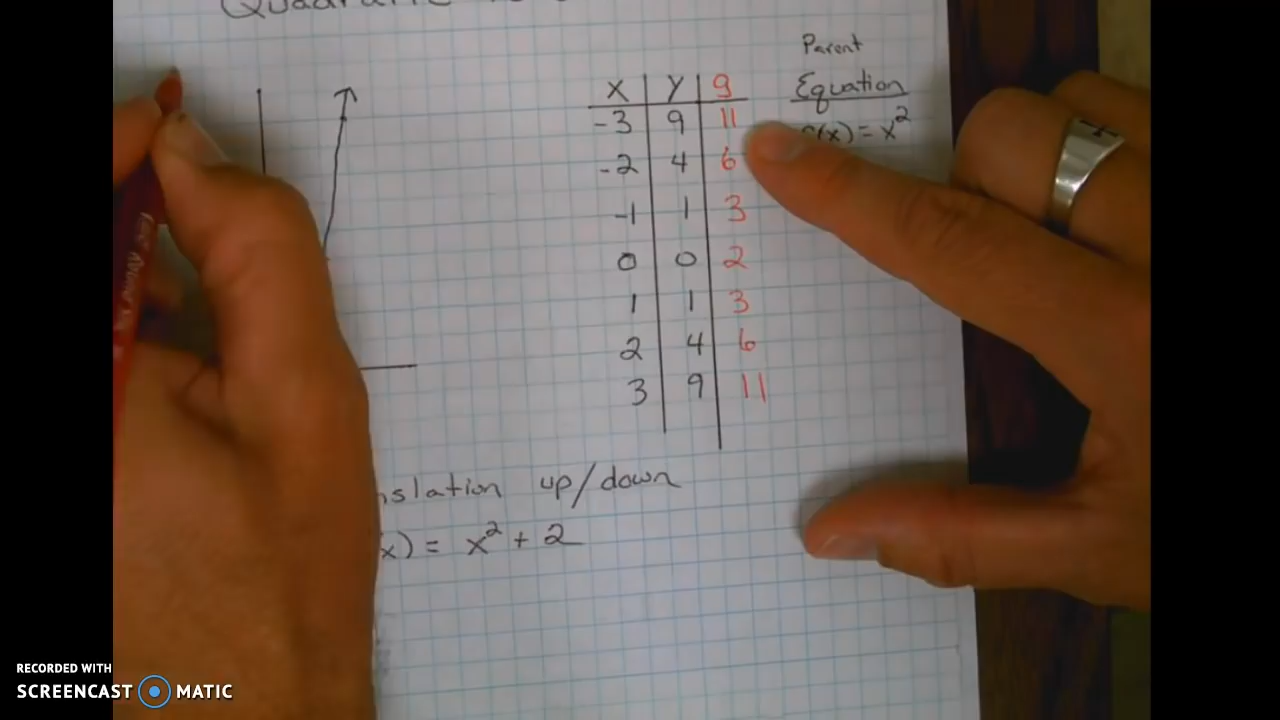 Parent
Equation
(x) = x²
X Y g
-3 9 11
-2 4 6
-1 1 3
0 0 2
1 1 3
2 4 6
3 9 11
nslation up/down
x) = x² + 2
RECORDED WITH
SCREENCAST MATIC